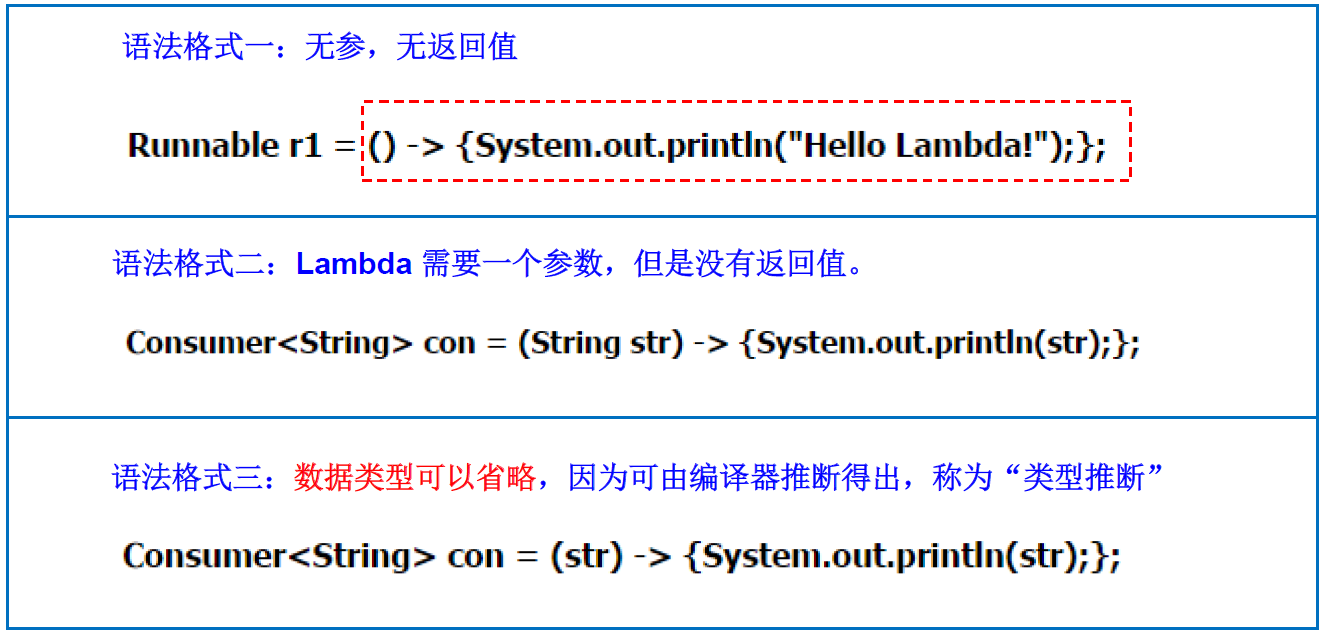 语法格式一：无参，无返回值
Runnable r1 = () -> {System.out.println("Hello Lambda!");};
语法格式二：Lambda 需要一个参数，但是没有返回值。
Consumer<String> con = (String str) -> {System.out.println(str);};
语法格式三：数据类型可以省略，因为可由编译器推断得出，称为“类型推断”
Consumer<String> con = (str) -> {System.out.println(str);};